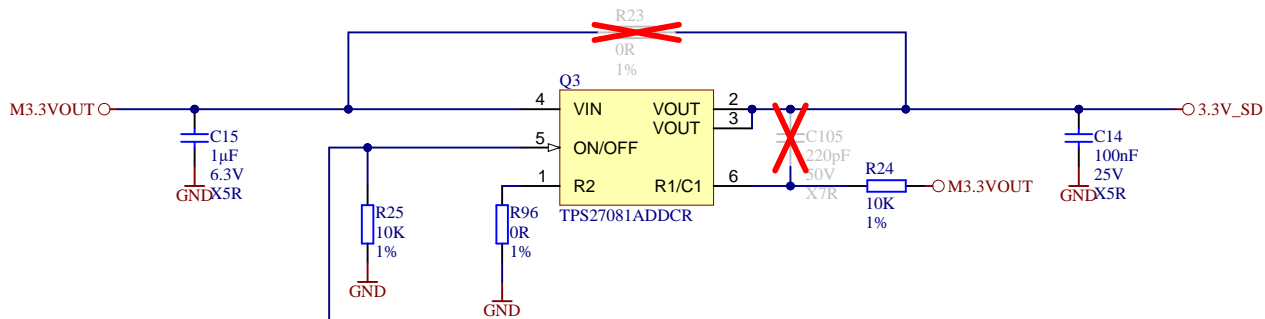 R23
0R
1%
Q3
M3.3VOUT
4
VIN
VOUT
2
3.3V_SD
VOUT
3
C15
1µF
6.3V
X5R
GND
5
ON/OFF
C105
220pF
50V
X7R
C14
100nF
25V
X5R
GND
1
R2
R1/C1
6
R24
10K
1%
M3.3VOUT
R25
10K
1%
GND
R96
0R
1%
GND
TPS27081ADDCR